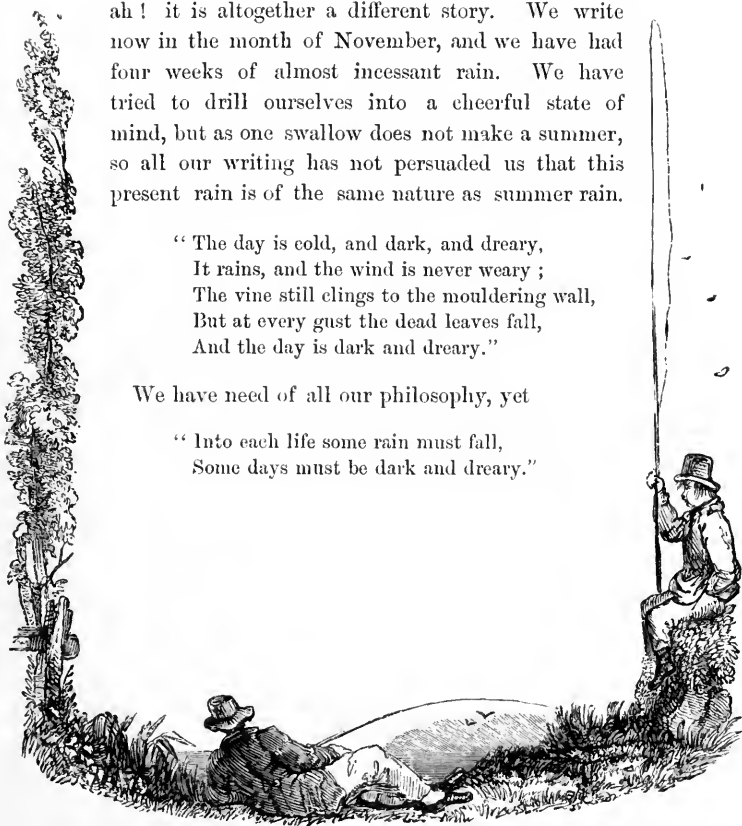 ah ! it is altogether a different story. We write
now in the month of November, and we have had
four weeks of almost incessant rain. We have
tried to drill ourselves into a cheerful state of
mind, but as one swallow does not make a summer,
so all our writing has not persuaded us that this
present rain is of the same nature as summer rain.
“ The day is cold, and dark, and dreary,
It rains, and the wind is never weary ;
The vine still clings to the mouldering wall,
But at every gust the dead leaves fall,
And the day is dark and dreary.”
We have need of all our philosophy, yet
“ Into each life some rain must fall,
Some days must be dark and dreary.”